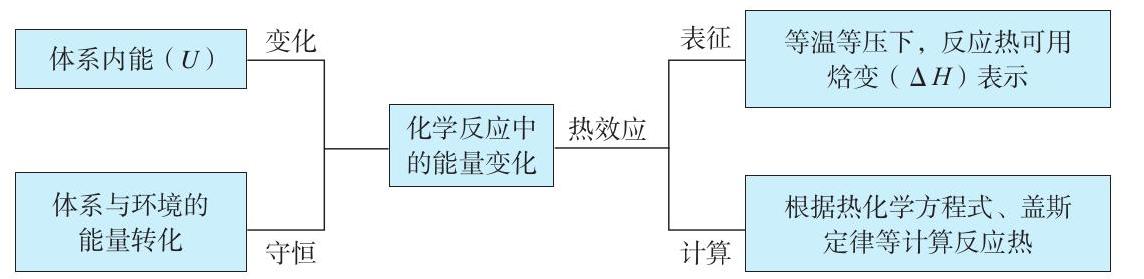 体系内能（U）
变化
体系与环境的
能量转化
守恒
化学反应中
的能量变化
热效应
表征
等温等压下，反应热可用
焓变（ΔH）表示
计算
根据热化学方程式、盖斯
定律等计算反应热